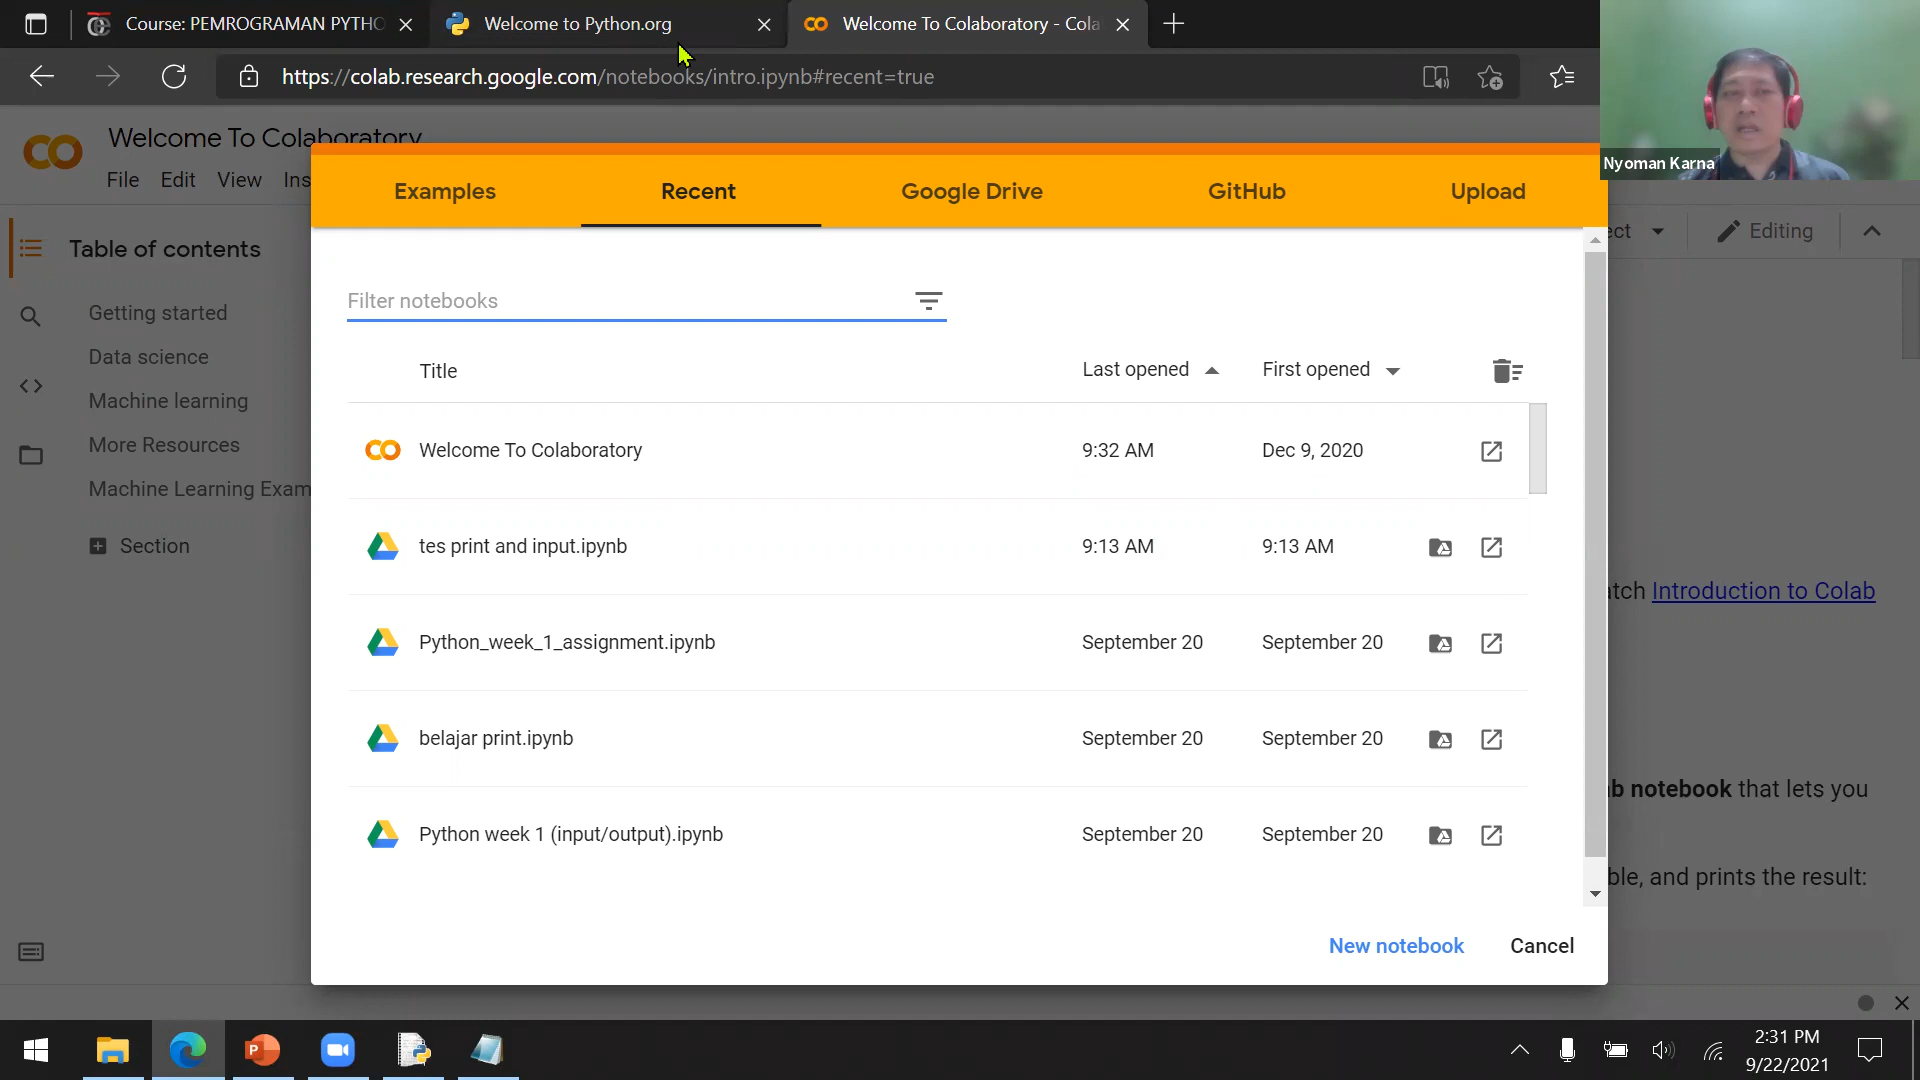 Course: PEMROGRAMAN PYTHO
Welcome to Python.org
Welcome To Colaboratory - Cola
https://colab.research.google.com/notebooks/intro.ipynb#recent=true
Nyoman Karna
Welcome To Colaboratory
File Edit View Ins
Examples Recent Google Drive GitHub Upload
ect Editing
Table of contents
Getting started
Data science
Machine learning
More Resources
Machine Learning Exam
Section
Filter notebooks
Title Last opened First opened
Welcome To Colaboratory 9:32 AM Dec 9, 2020
tes print and input.ipynb 9:13 AM 9:13 AM
Python_week_1_assignment.ipynb September 20 September 20
belajar print.ipynb September 20 September 20
Python week 1 (input/output).ipynb September 20 September 20
New notebook Cancel
atch Introduction to Colab
b notebook that lets you
ble, and prints the result:
2:31 PM
9/22/2021